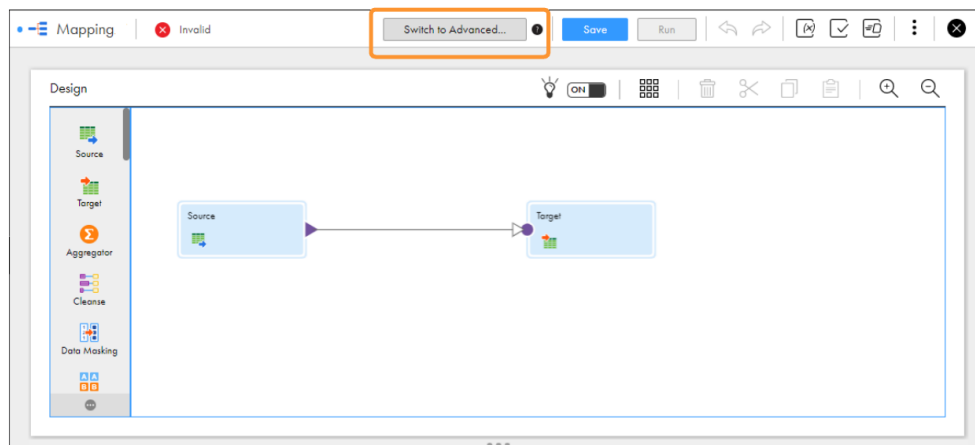 Mapping
Invalid
Switch to Advanced...
?
Save
Run
(x)
Design
ON
Source
Target
Aggregator
Cleanse
Data Masking
A A
B B
Source
Target